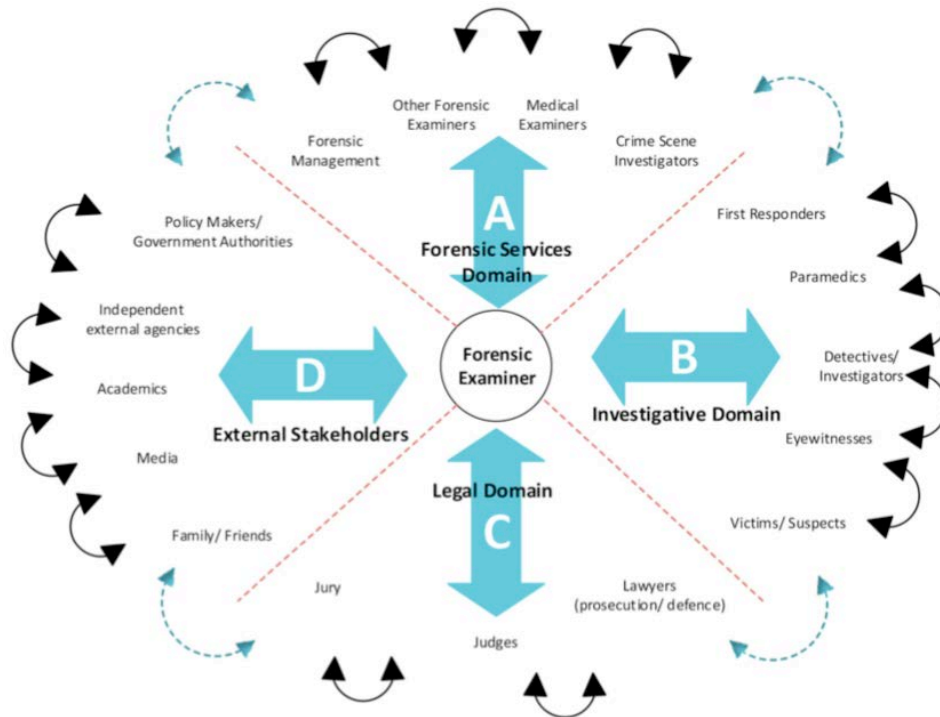 Other Forensic
Examiners
Medical
Examiners
Forensic
Management
Crime Scene
Investigators
A
Forensic Services
Domain
Policy Makers/
Government Authorities
First Responders
Paramedics
Independent
external agencies
Forensic
Examiner
D
B
Detectives/
Investigators
Academics
External Stakeholders
Investigative Domain
Eyewitnesses
Media
Legal Domain
C
Family/ Friends
Victims/ Suspects
Jury
Lawyers
(prosecution/ defence)
Judges